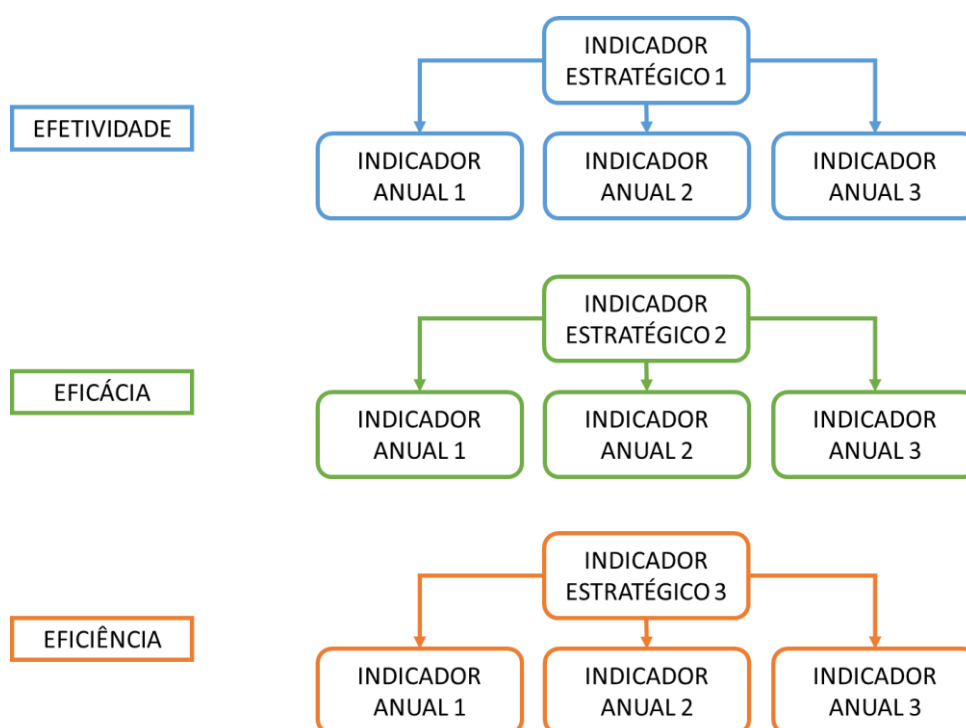 INDICADOR
ESTRATÉGICO 1
EFETIVIDADE
INDICADOR
ANUAL 1
INDICADOR
ANUAL 2
INDICADOR
ANUAL 3
INDICADOR
ESTRATÉGICO 2
EFICÁCIA
INDICADOR
ANUAL 1
INDICADOR
ANUAL 2
INDICADOR
ANUAL 3
INDICADOR
ESTRATÉGICO 3
EFICIÊNCIA
INDICADOR
ANUAL 1
INDICADOR
ANUAL 2
INDICADOR
ANUAL 3